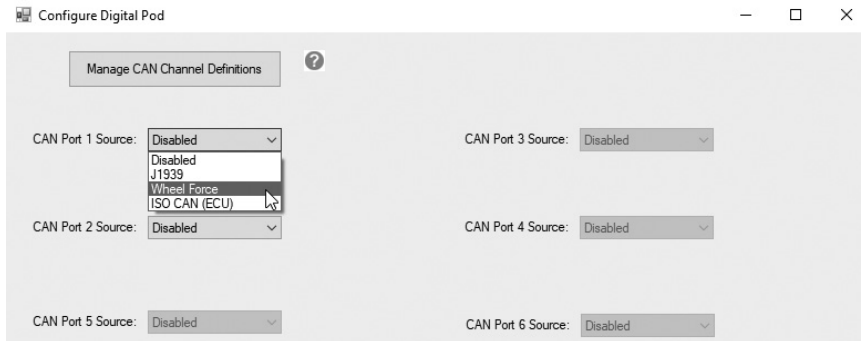 Configure Digital Pod
Manage CAN Channel Definitions ?
CAN Port 1 Source: Disabled
CAN Port 3 Source: Disabled
Disabled
J1939
Wheel Force
ISO CAN (ECU)
CAN Port 2 Source: Disabled
CAN Port 4 Source: Disabled
CAN Port 5 Source: Disabled
CAN Port 6 Source: Disabled